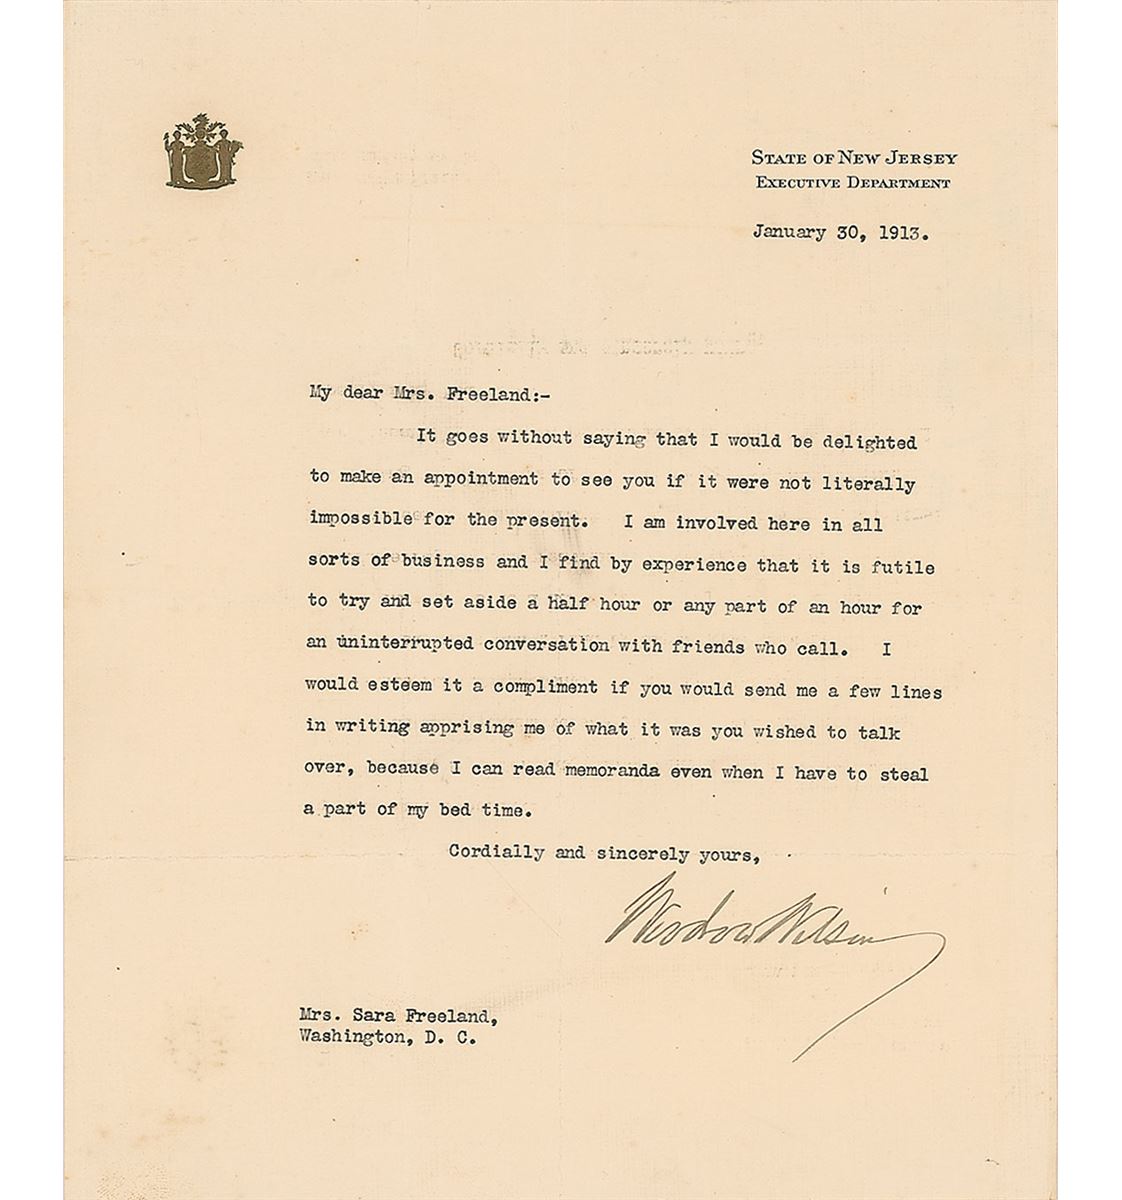 STATE OF NEW JERSEY
EXECUTIVE DEPARTMENT
January 30, 1913.
My dear Mrs. Freeland:-
It goes without saying that I would be delighted
to make an appointment to see you if it were not literally
impossible for the present. I am involved here in all
sorts of business and I find by experience that it is futile
to try and set aside a half hour or any part of an hour for
an uninterrupted conversation with friends who call. I
would esteem it a compliment if you would send me a few lines
in writing apprising me of what it was you wished to talk
over, because I can read memoranda even when I have to steal
a part of my bed time.
Cordially and sincerely yours,
Woodrow Wilson
Mrs. Sara Freeland,
Washington, D. C.